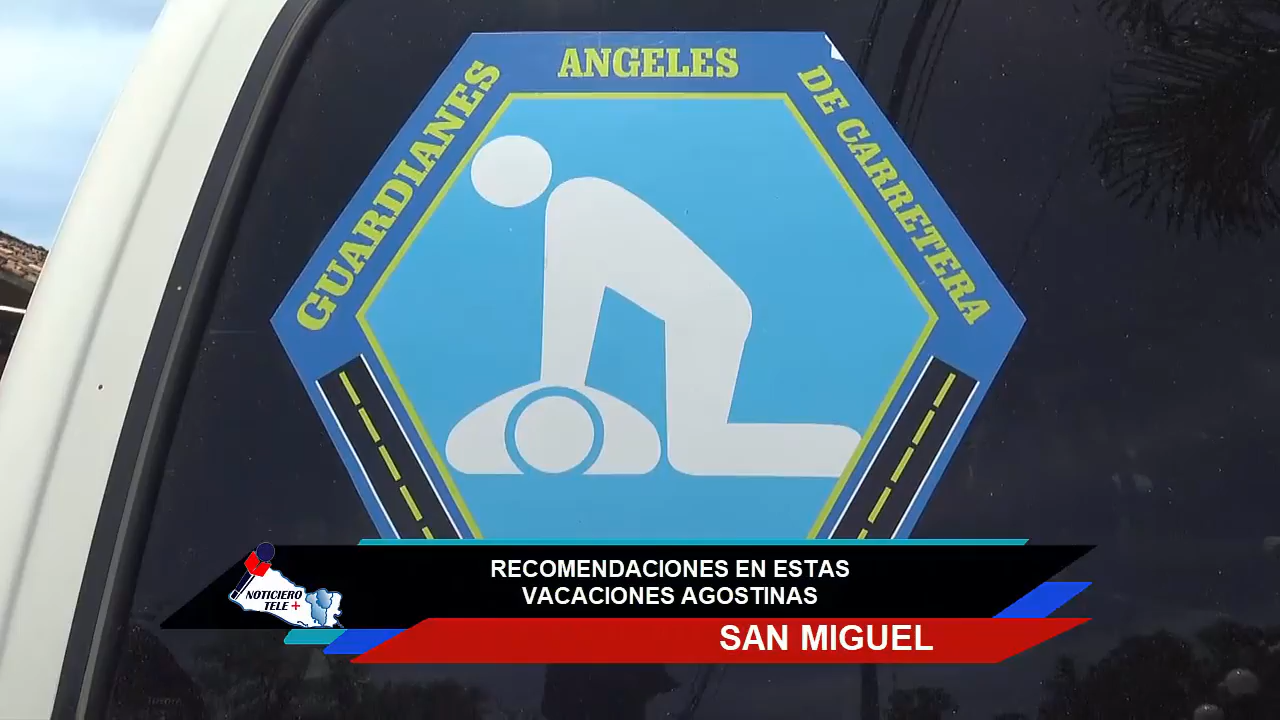 GUARDIANES
ANGELES
DE CARRETERA
RECOMENDACIONES EN ESTAS
VACACIONES AGOSTINAS
NOTICIERO
TELE +
SAN MIGUEL